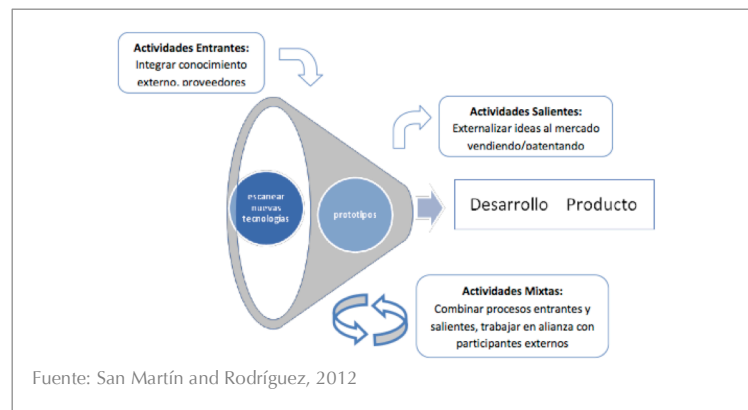 Actividades Entrantes:
Integrar conocimiento
externo, proveedores
Actividades Salientes:
Externalizar ideas al mercado
vendiendo/patentando
escanear
nuevas
tecnologías
prototipos
Desarrollo Producto
Actividades Mixtas:
Combinar procesos entrantes y
salientes, trabajar en alianza con
participantes externos
Fuente: San Martín and Rodríguez, 2012